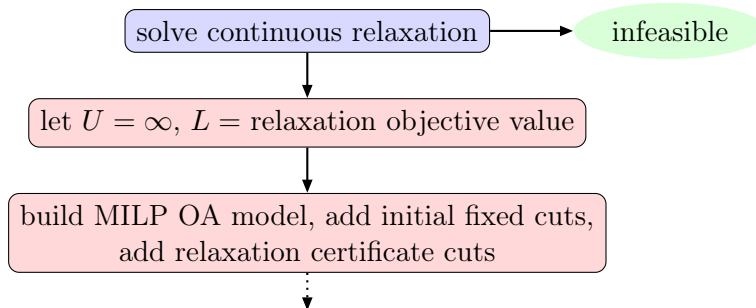 solve continuous relaxation
infeasible
let U = ∞, L = relaxation objective value
build MILP OA model, add initial fixed cuts,
add relaxation certificate cuts